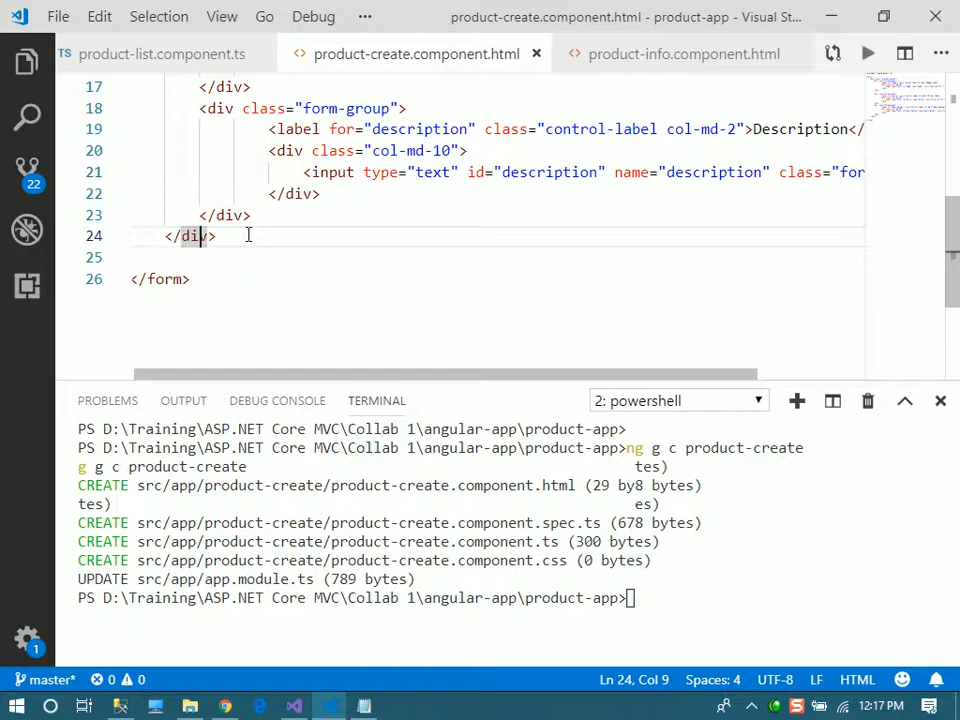 File Edit Selection View Go Debug ••• product-create.component.html - product-app - Visual St...
TS product-list.component.ts <> product-create.component.html <> product-info.component.html •••
17 </div>
18 <div class="form-group">
19 <label for="description" class="control-label col-md-2">Description</
20 <div class="col-md-10">
21 <input type="text" id="description" name="description" class="for
22 </div>
23 </div>
24 </div>
25
26 </form>
22
1
PROBLEMS OUTPUT DEBUG CONSOLE TERMINAL 2: powershell
PS D:\Training\ASP.NET Core MVC\Collab 1\angular-app\product-app>
PS D:\Training\ASP.NET Core MVC\Collab 1\angular-app\product-app>ng g c product-create
g g c product-create tes)
CREATE src/app/product-create/product-create.component.html (29 by8 bytes)
tes) es)
CREATE src/app/product-create/product-create.component.spec.ts (678 bytes)
CREATE src/app/product-create/product-create.component.ts (300 bytes)
CREATE src/app/product-create/product-create.component.css (0 bytes)
UPDATE src/app/app.module.ts (789 bytes)
PS D:\Training\ASP.NET Core MVC\Collab 1\angular-app\product-app>
master* 0 0 Ln 24, Col 9 Spaces: 4 UTF-8 LF HTML
12:17 PM